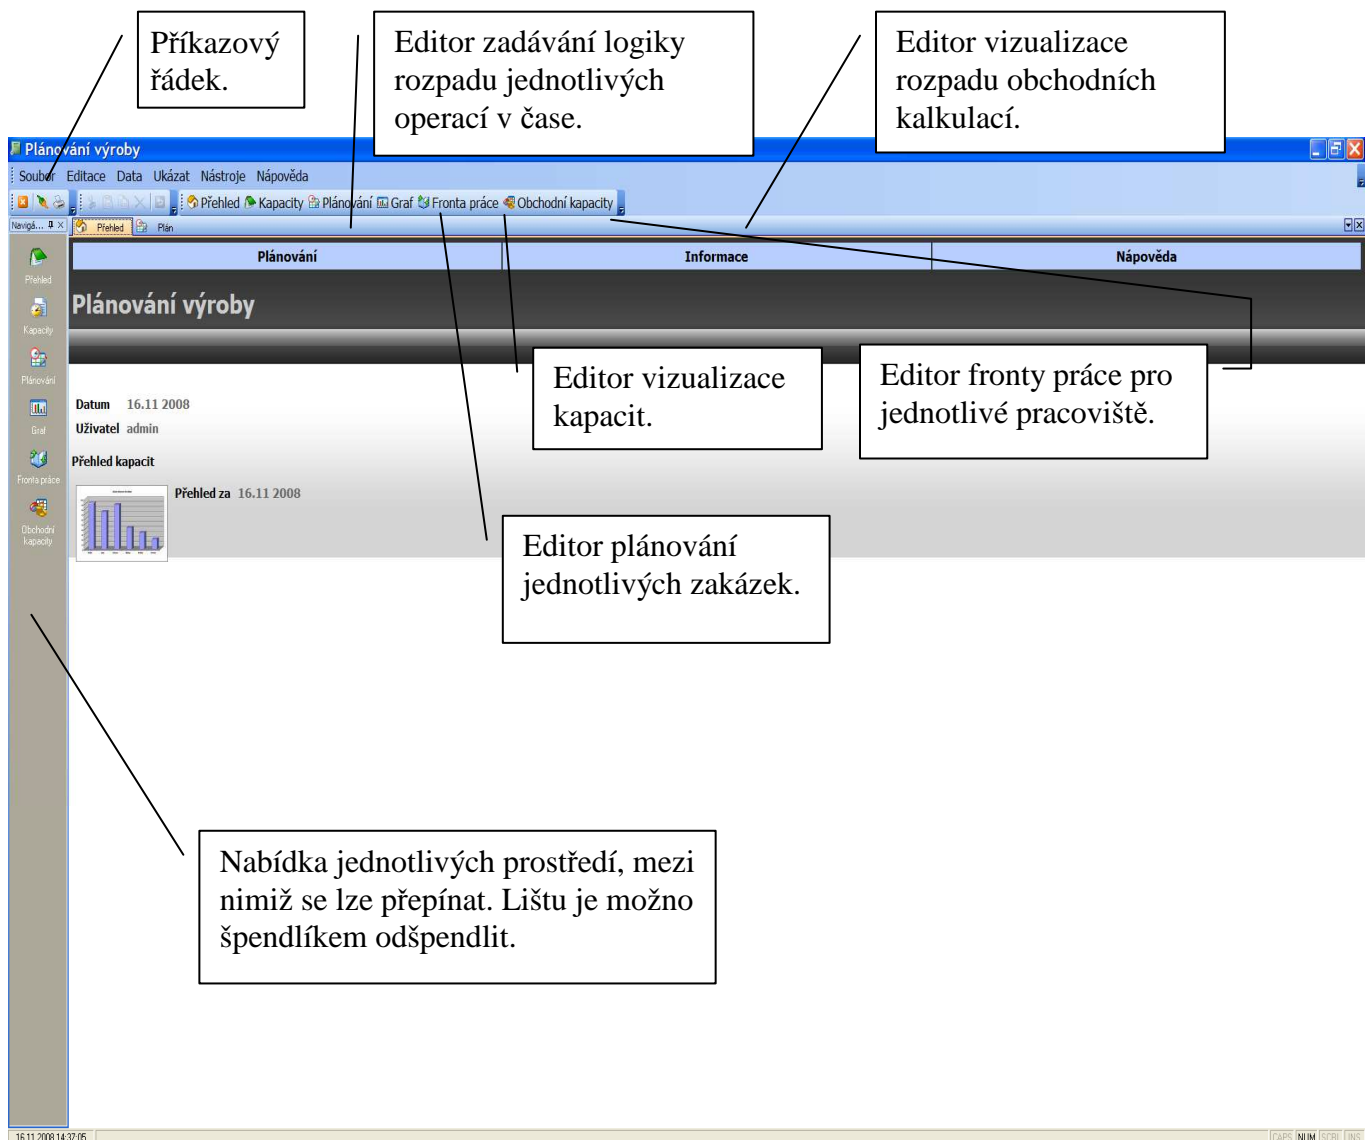 Příkazový
řádek.
Editor zadávání logiky
rozpadu jednotlivých
operací v čase.
Editor vizualizace
rozpadu obchodních
kalkulací.
Plánování výroby
Soubor Editace Data Ukázat Nástroje Nápověda
Přehled Kapacity Plánování Graf Fronta práce Obchodní kapacity
Navigá...
Přehled Plán
Plánování Informace Nápověda
Plánování výroby
Přehled
Kapacity
Plánování
Graf
Fronta práce
Obchodní
kapacity
Datum 16.11 2008
Uživatel admin
Přehled kapacit
Přehled za 16.11 2008
Editor vizualizace
kapacit.
Editor fronty práce pro
jednotlivé pracoviště.
Editor plánování
jednotlivých zakázek.
Nabídka jednotlivých prostředí, mezi
nimiž se lze přepínat. Lištu je možno
špendlíkem odšpendlit.
16.11.2008 14:37:05
CAPS NUM SCRL INS